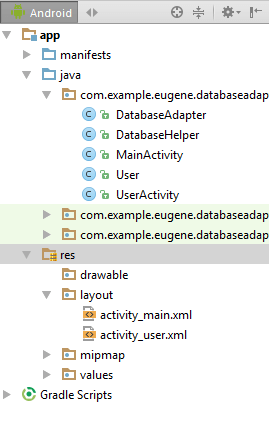 Android
app
manifests
java
com.example.eugene.databaseadap
DatabaseAdapter
DatabaseHelper
MainActivity
User
UserActivity
com.example.eugene.databaseadap
com.example.eugene.databaseadap
res
drawable
layout
activity_main.xml
activity_user.xml
mipmap
values
Gradle Scripts